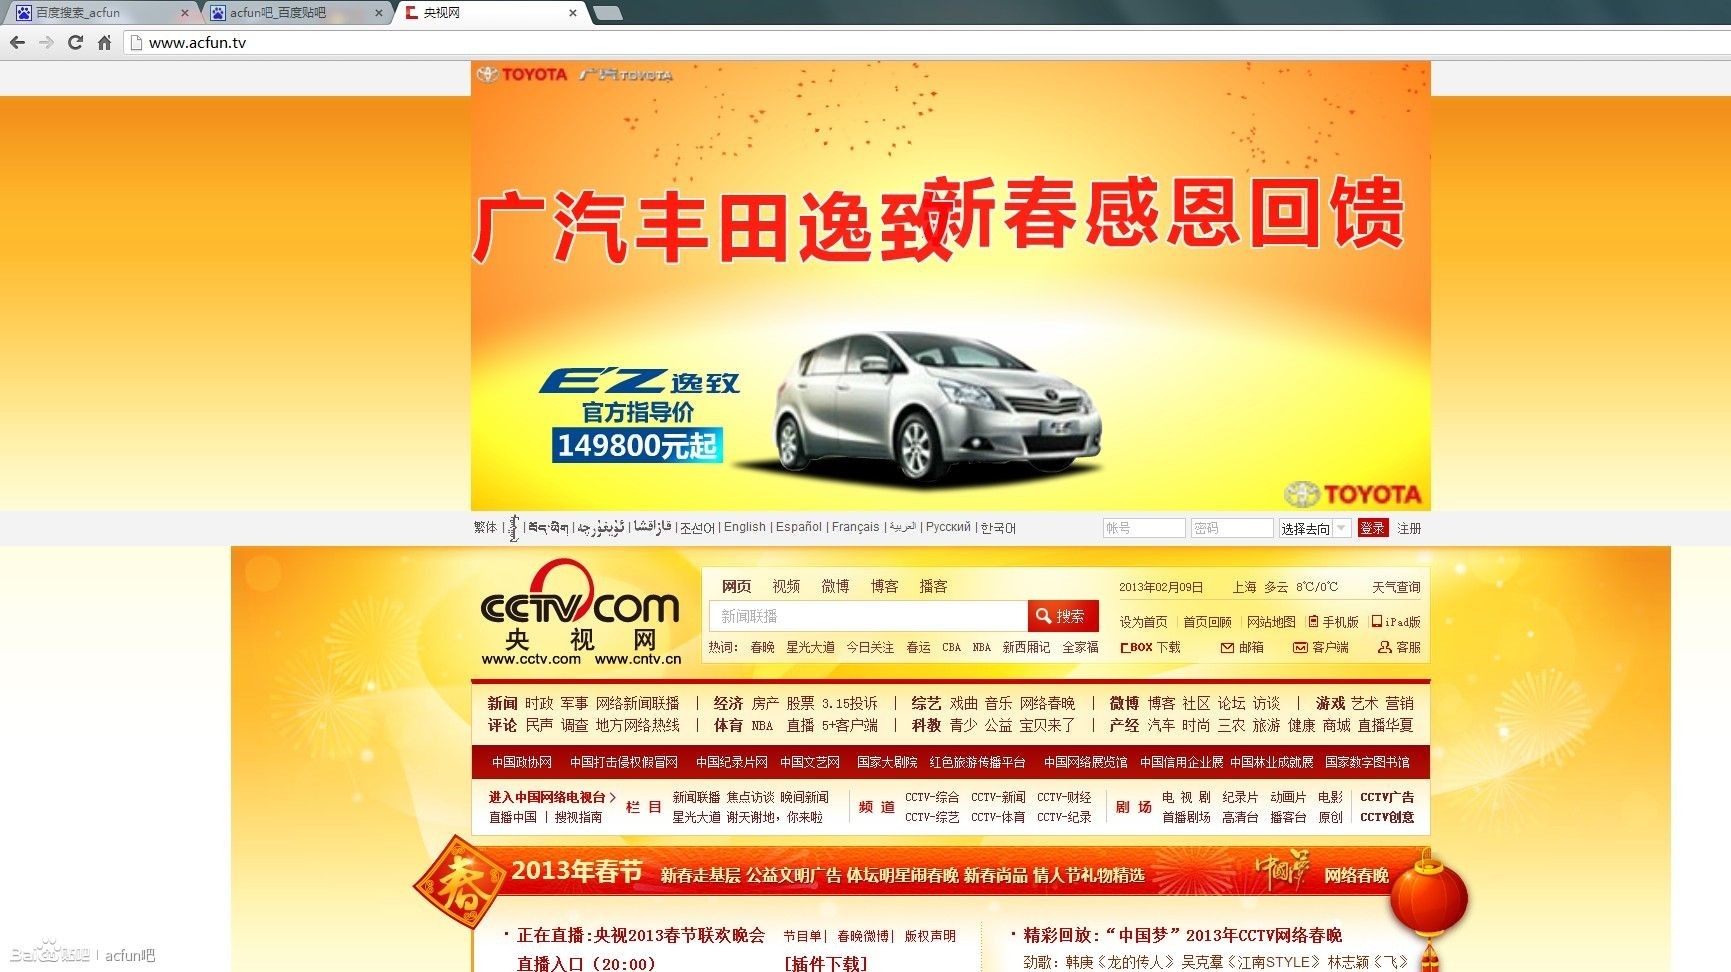 百度搜索_acfun
acfun吧_百度贴吧
央视网
www.acfun.tv
TOYOTA 广汽TOYOTA
广汽丰田逸致新春感恩回馈
E'Z逸致
官方指导价
149800元起
TOYOTA
繁体 | | བོད་ཡིག | ئۇيغۇرچە | قازاقشا | 조선어 | English | Español | Français | العربية | Русский | 한국어
帐号 密码 选择去向 登录 注册
CCTV.com
央视网
www.cctv.com www.cntv.cn
网页 视频 微博 博客 播客
新闻联播 搜索
热词： 春晚 星光大道 今日关注 春运 CBA NBA 新西厢记 全家福
2013年02月09日 上海 多云 8℃/0℃ 天气查询
设为首页 首页回顾 网站地图 手机版 iPad版
CBOX 下载 邮箱 客户端 客服
新闻 时政 军事 网络新闻联播 | 经济 房产 股票 3.15投诉 | 综艺 戏曲 音乐 网络春晚 | 微博 博客 社区 论坛 访谈 | 游戏 艺术 营销
评论 民声 调查 地方网络热线 | 体育 NBA 直播 5+客户端 | 科教 青少 公益 宝贝来了 | 产经 汽车 时尚 三农 旅游 健康 商城 直播华夏
中国政协网 中国打击侵权假冒网 中国纪录片网 中国文艺网 国家大剧院 红色旅游传播平台 中国网络展览馆 中国信用企业展 中国林业成就展 国家数字图书馆
进入中国网络电视台>
直播中国 | 搜视指南
栏目
新闻联播 焦点访谈 晚间新闻
星光大道 谢天谢地，你来啦
频道
CCTV-综合 CCTV-新闻 CCTV-财经
CCTV-综艺 CCTV-体育 CCTV-纪录
剧场
电视剧 纪录片 动画片 电影
首播剧场 高清台 播客台 原创
CCTV广告
CCTV创意
春
2013年春节 新春走基层 公益文明广告 体坛明星闹春晚 新春尚品 情人节礼物精选 中國夢 网络春晚
· 正在直播:央视2013春节联欢晚会 节目单| 春晚微博| 版权声明
直播入口（20:00） [插件下载]
· 精彩回放:“中国梦”2013年CCTV网络春晚
劲歌：韩庚《龙的传人》 吴克羣《江南STYLE》 林志颖《飞》
Baidu贴吧 | acfun吧